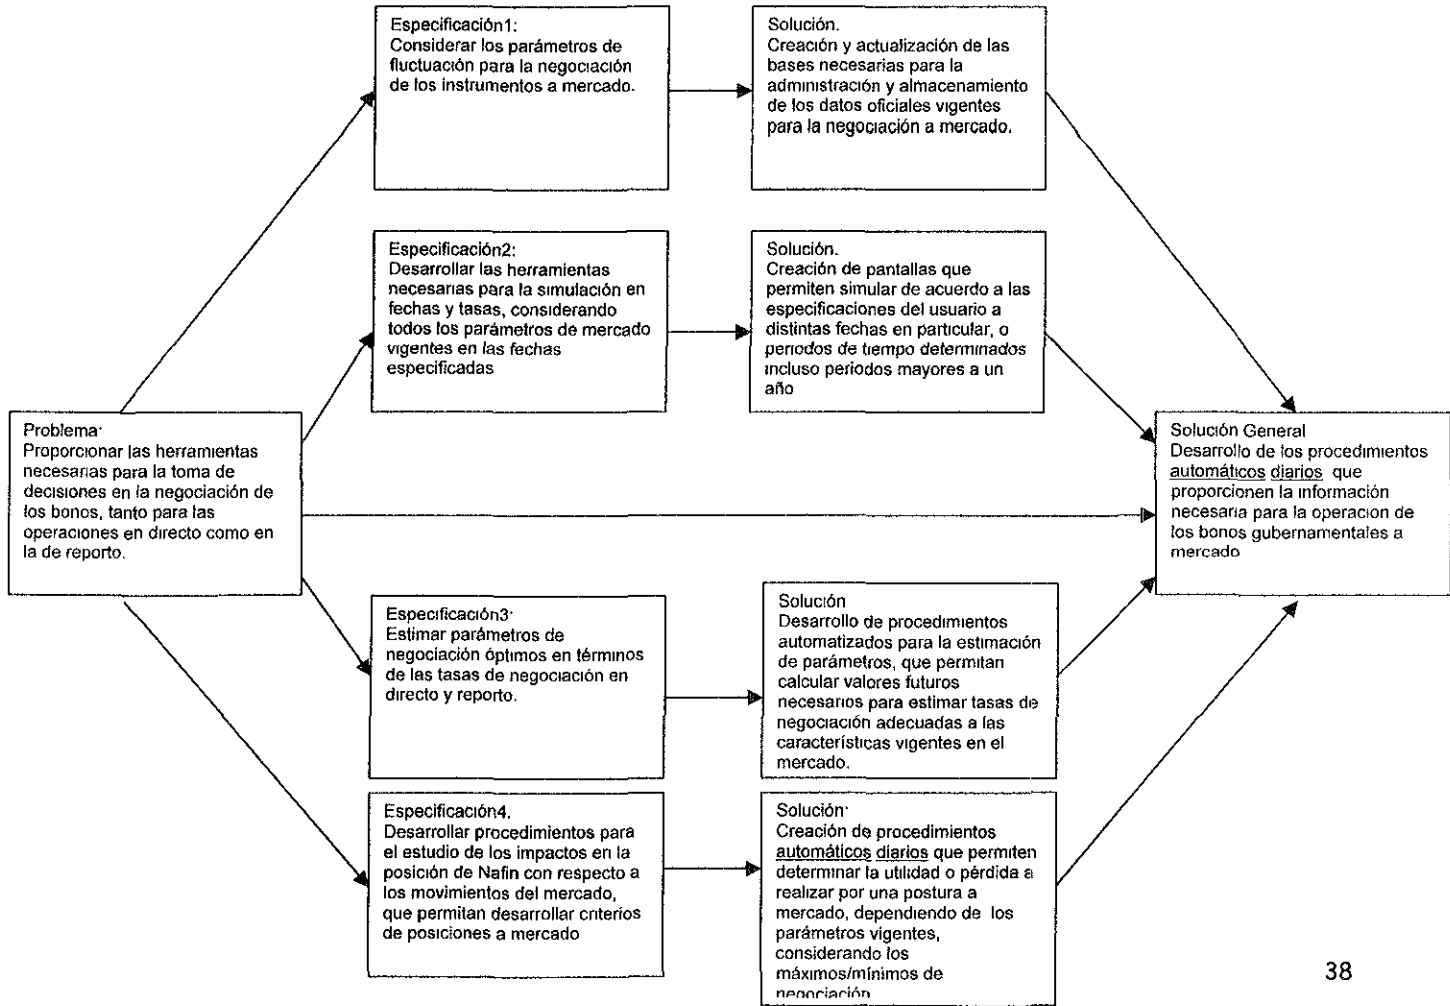 Especificación1:
Considerar los parámetros de
fluctuación para la negociación
de los instrumentos a mercado.
Solución.
Creación y actualización de las
bases necesarias para la
administración y almacenamiento
de los datos oficiales vigentes
para la negociación a mercado.
Especificación2:
Desarrollar las herramientas
necesarias para la simulación en
fechas y tasas, considerando
todos los parámetros de mercado
vigentes en las fechas
especificadas
Solución.
Creación de pantallas que
permiten simular de acuerdo a las
especificaciones del usuario a
distintas fechas en particular, o
periodos de tiempo determinados
incluso periodos mayores a un
año
Problema:
Proporcionar las herramientas
necesarias para la toma de
decisiones en la negociación de
los bonos, tanto para las
operaciones en directo como en
la de reporto.
Solución General
Desarrollo de los procedimientos
automáticos diarios que
proporcionen la información
necesaria para la operación de
los bonos gubernamentales a
mercado
Especificación3:
Estimar parámetros de
negociación óptimos en términos
de las tasas de negociación en
directo y reporto.
Solución
Desarrollo de procedimientos
automatizados para la estimación
de parámetros, que permitan
calcular valores futuros
necesarios para estimar tasas de
negociación adecuadas a las
características vigentes en el
mercado.
Especificación4.
Desarrollar procedimientos para
el estudio de los impactos en la
posición de Nafin con respecto a
los movimientos del mercado,
que permitan desarrollar criterios
de posiciones a mercado
Solución:
Creación de procedimientos
automáticos diarios que permiten
determinar la utilidad o pérdida a
realizar por una postura a
mercado, dependiendo de los
parámetros vigentes,
considerando los
máximos/mínimos de
negociación
38